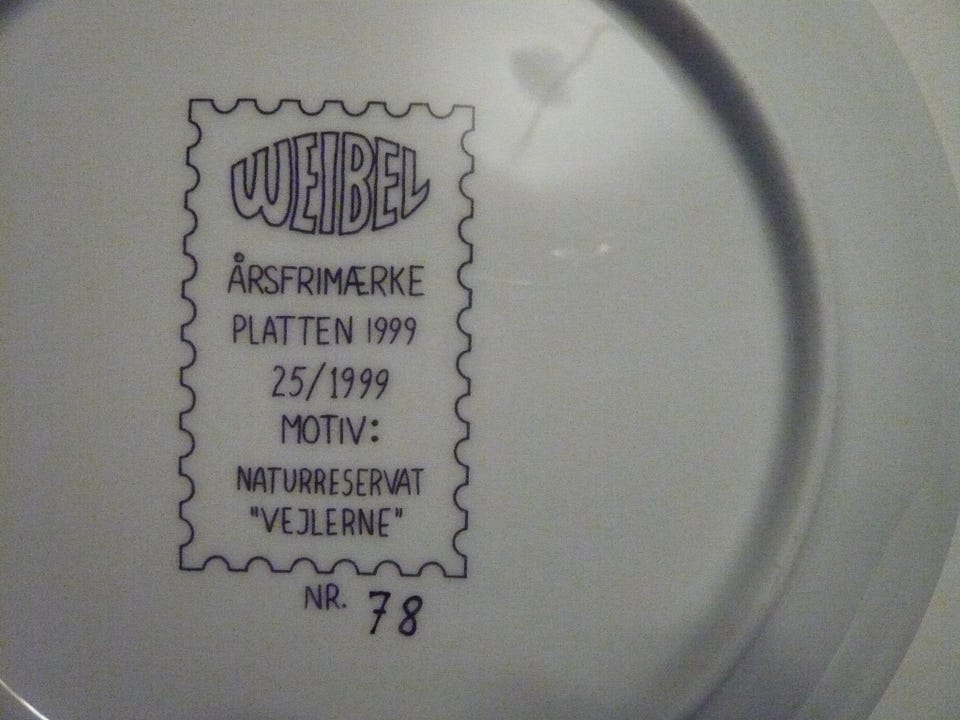 WEIBEL
ÅRSFRIMÆRKE
PLATTEN 1999
25/1999
MOTIV:
NATURRESERVAT
"VEJLERNE"
NR. 78